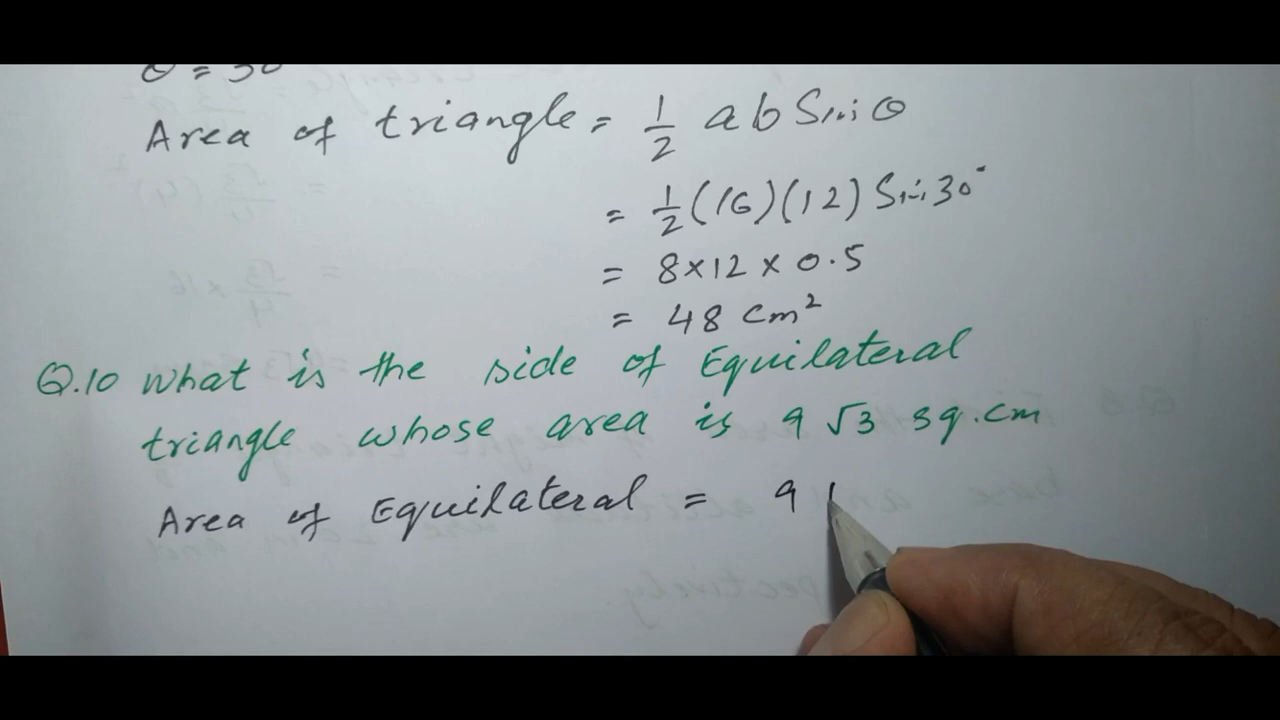 θ = 30
Area of triangle = 1/2 ab Sin θ
= 1/2 (16)(12) Sin 30°
= 8×12 × 0.5
= 48 cm²
Q.10 What is the side of Equilateral
triangle whose area is 9 √3 sq.cm
Area of Equilateral = 9